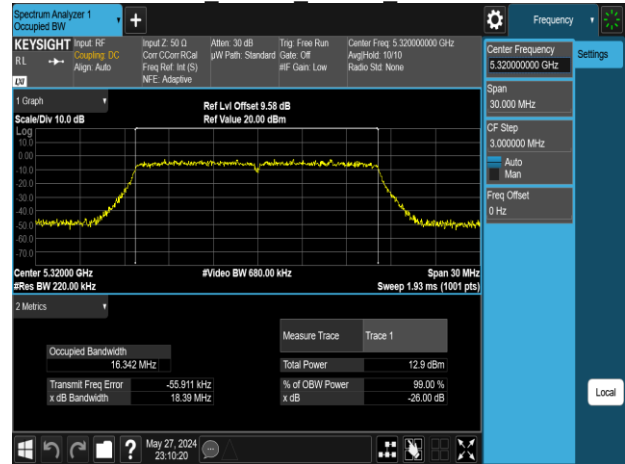 Spectrum Analyzer 1
Occupied BW
Frequency
KEYSIGHT
RL
LXI
Input: RF
Coupling: DC
Align: Auto
Input Z: 50 Ω
Corr CCorr RCal
Freq Ref: Int (S)
NFE: Adaptive
Atten: 30 dB
µW Path: Standard
Trig: Free Run
Gate: Off
#IF Gain: Low
Center Freq: 5.320000000 GHz
Avg|Hold: 10/10
Radio Std: None
Center Frequency
5.320000000 GHz
Settings
Span
30.000 MHz
CF Step
3.000000 MHz
Auto
Man
Freq Offset
0 Hz
1 Graph
Scale/Div 10.0 dB
Ref Lvl Offset 9.58 dB
Ref Value 20.00 dBm
Log
10.0
0.00
-10.0
-20.0
-30.0
-40.0
-50.0
-60.0
-70.0
Center 5.32000 GHz
#Video BW 680.00 kHz
Span 30 MHz
#Res BW 220.00 kHz
Sweep 1.93 ms (1001 pts)
2 Metrics
Measure Trace Trace 1
Occupied Bandwidth
16.342 MHz
Total Power 12.9 dBm
Transmit Freq Error -55.911 kHz
% of OBW Power 99.00 %
x dB Bandwidth 18.39 MHz
x dB -26.00 dB
Local
?
May 27, 2024
23:10:20